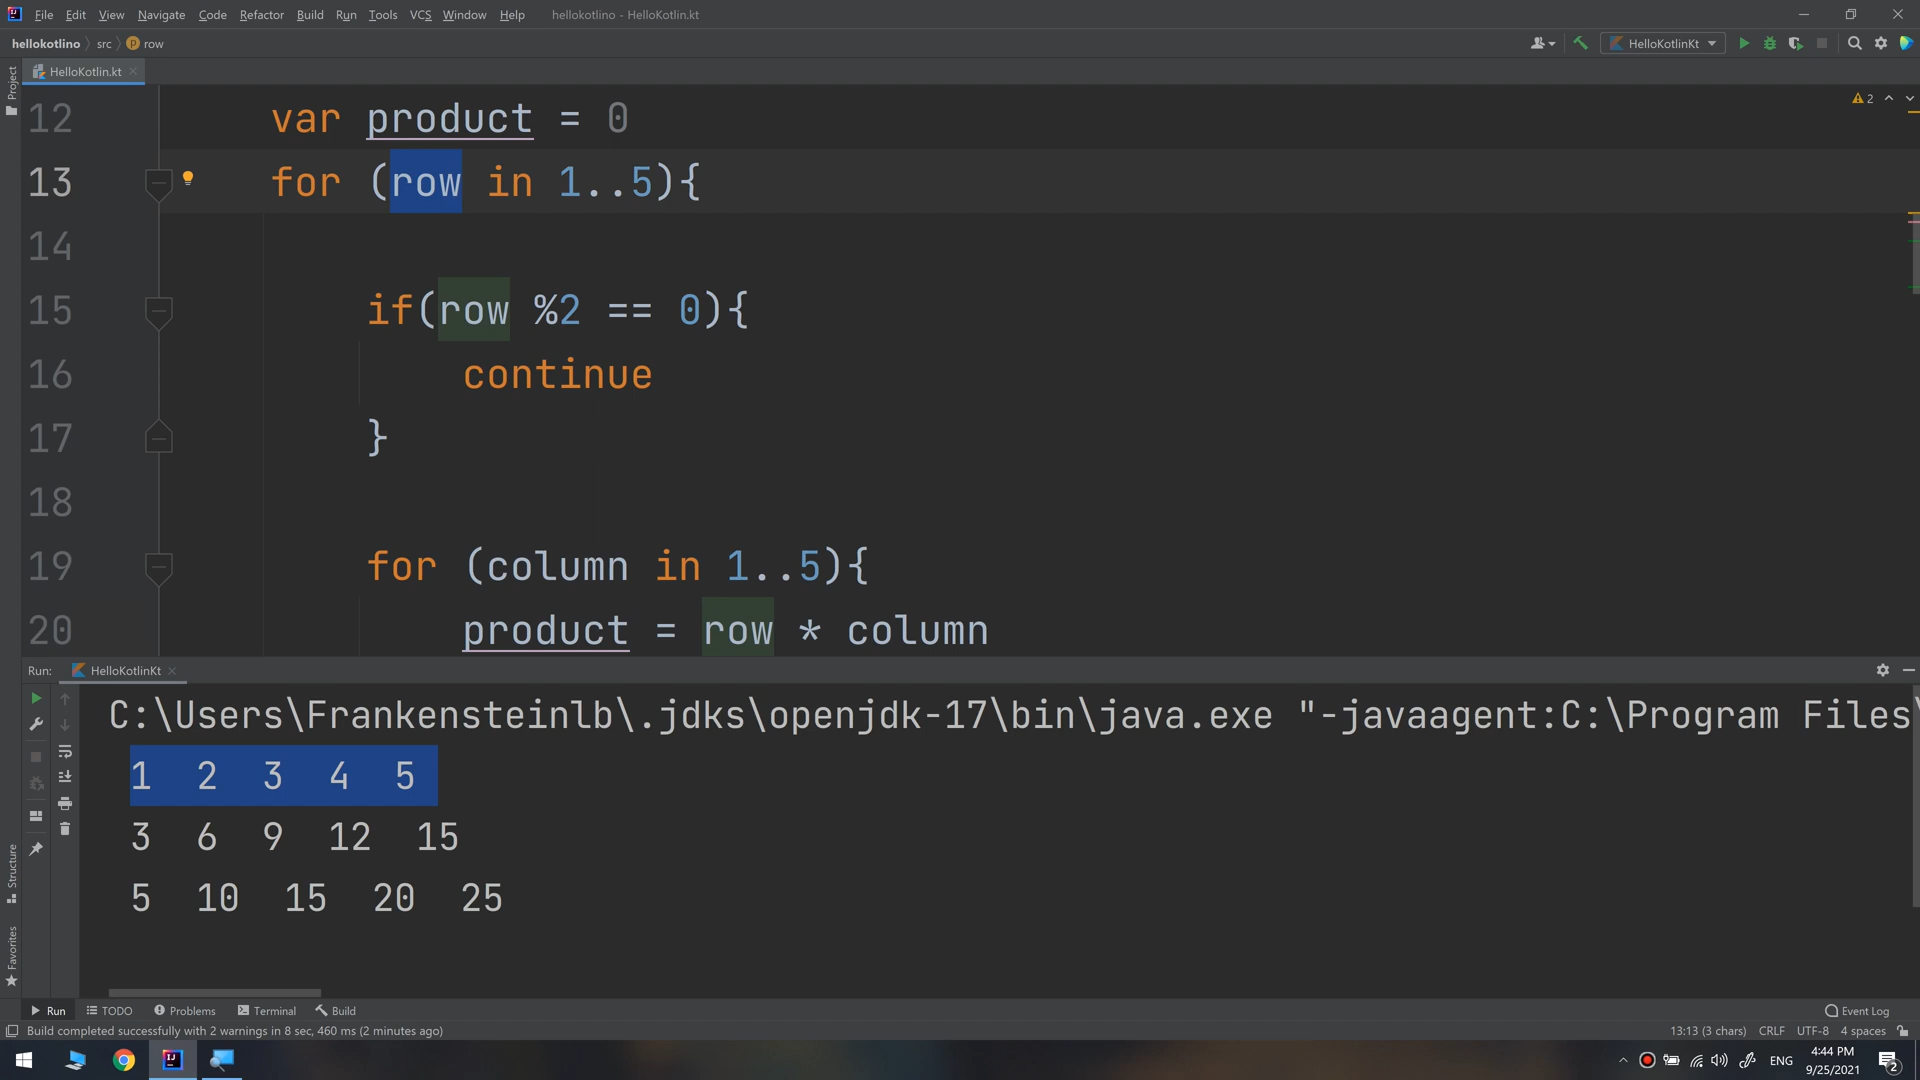 File Edit View Navigate Code Refactor Build Run Tools VCS Window Help hellokotlino - HelloKotlin.kt
hellokotlino src row HelloKotlinKt
Project
HelloKotlin.kt
2
12 var product = 0
13 for (row in 1..5){
14
15 if(row %2 == 0){
16 continue
17 }
18
19 for (column in 1..5){
20 product = row * column
Run: HelloKotlinKt
C:\Users\Frankensteinlb\.jdks\openjdk-17\bin\java.exe "-javaagent:C:\Program Files\
1 2 3 4 5
3 6 9 12 15
5 10 15 20 25
Structure
Favorites
Run TODO Problems Terminal Build Event Log
Build completed successfully with 2 warnings in 8 sec, 460 ms (2 minutes ago) 13:13 (3 chars) CRLF UTF-8 4 spaces
ENG 4:44 PM
9/25/2021
2